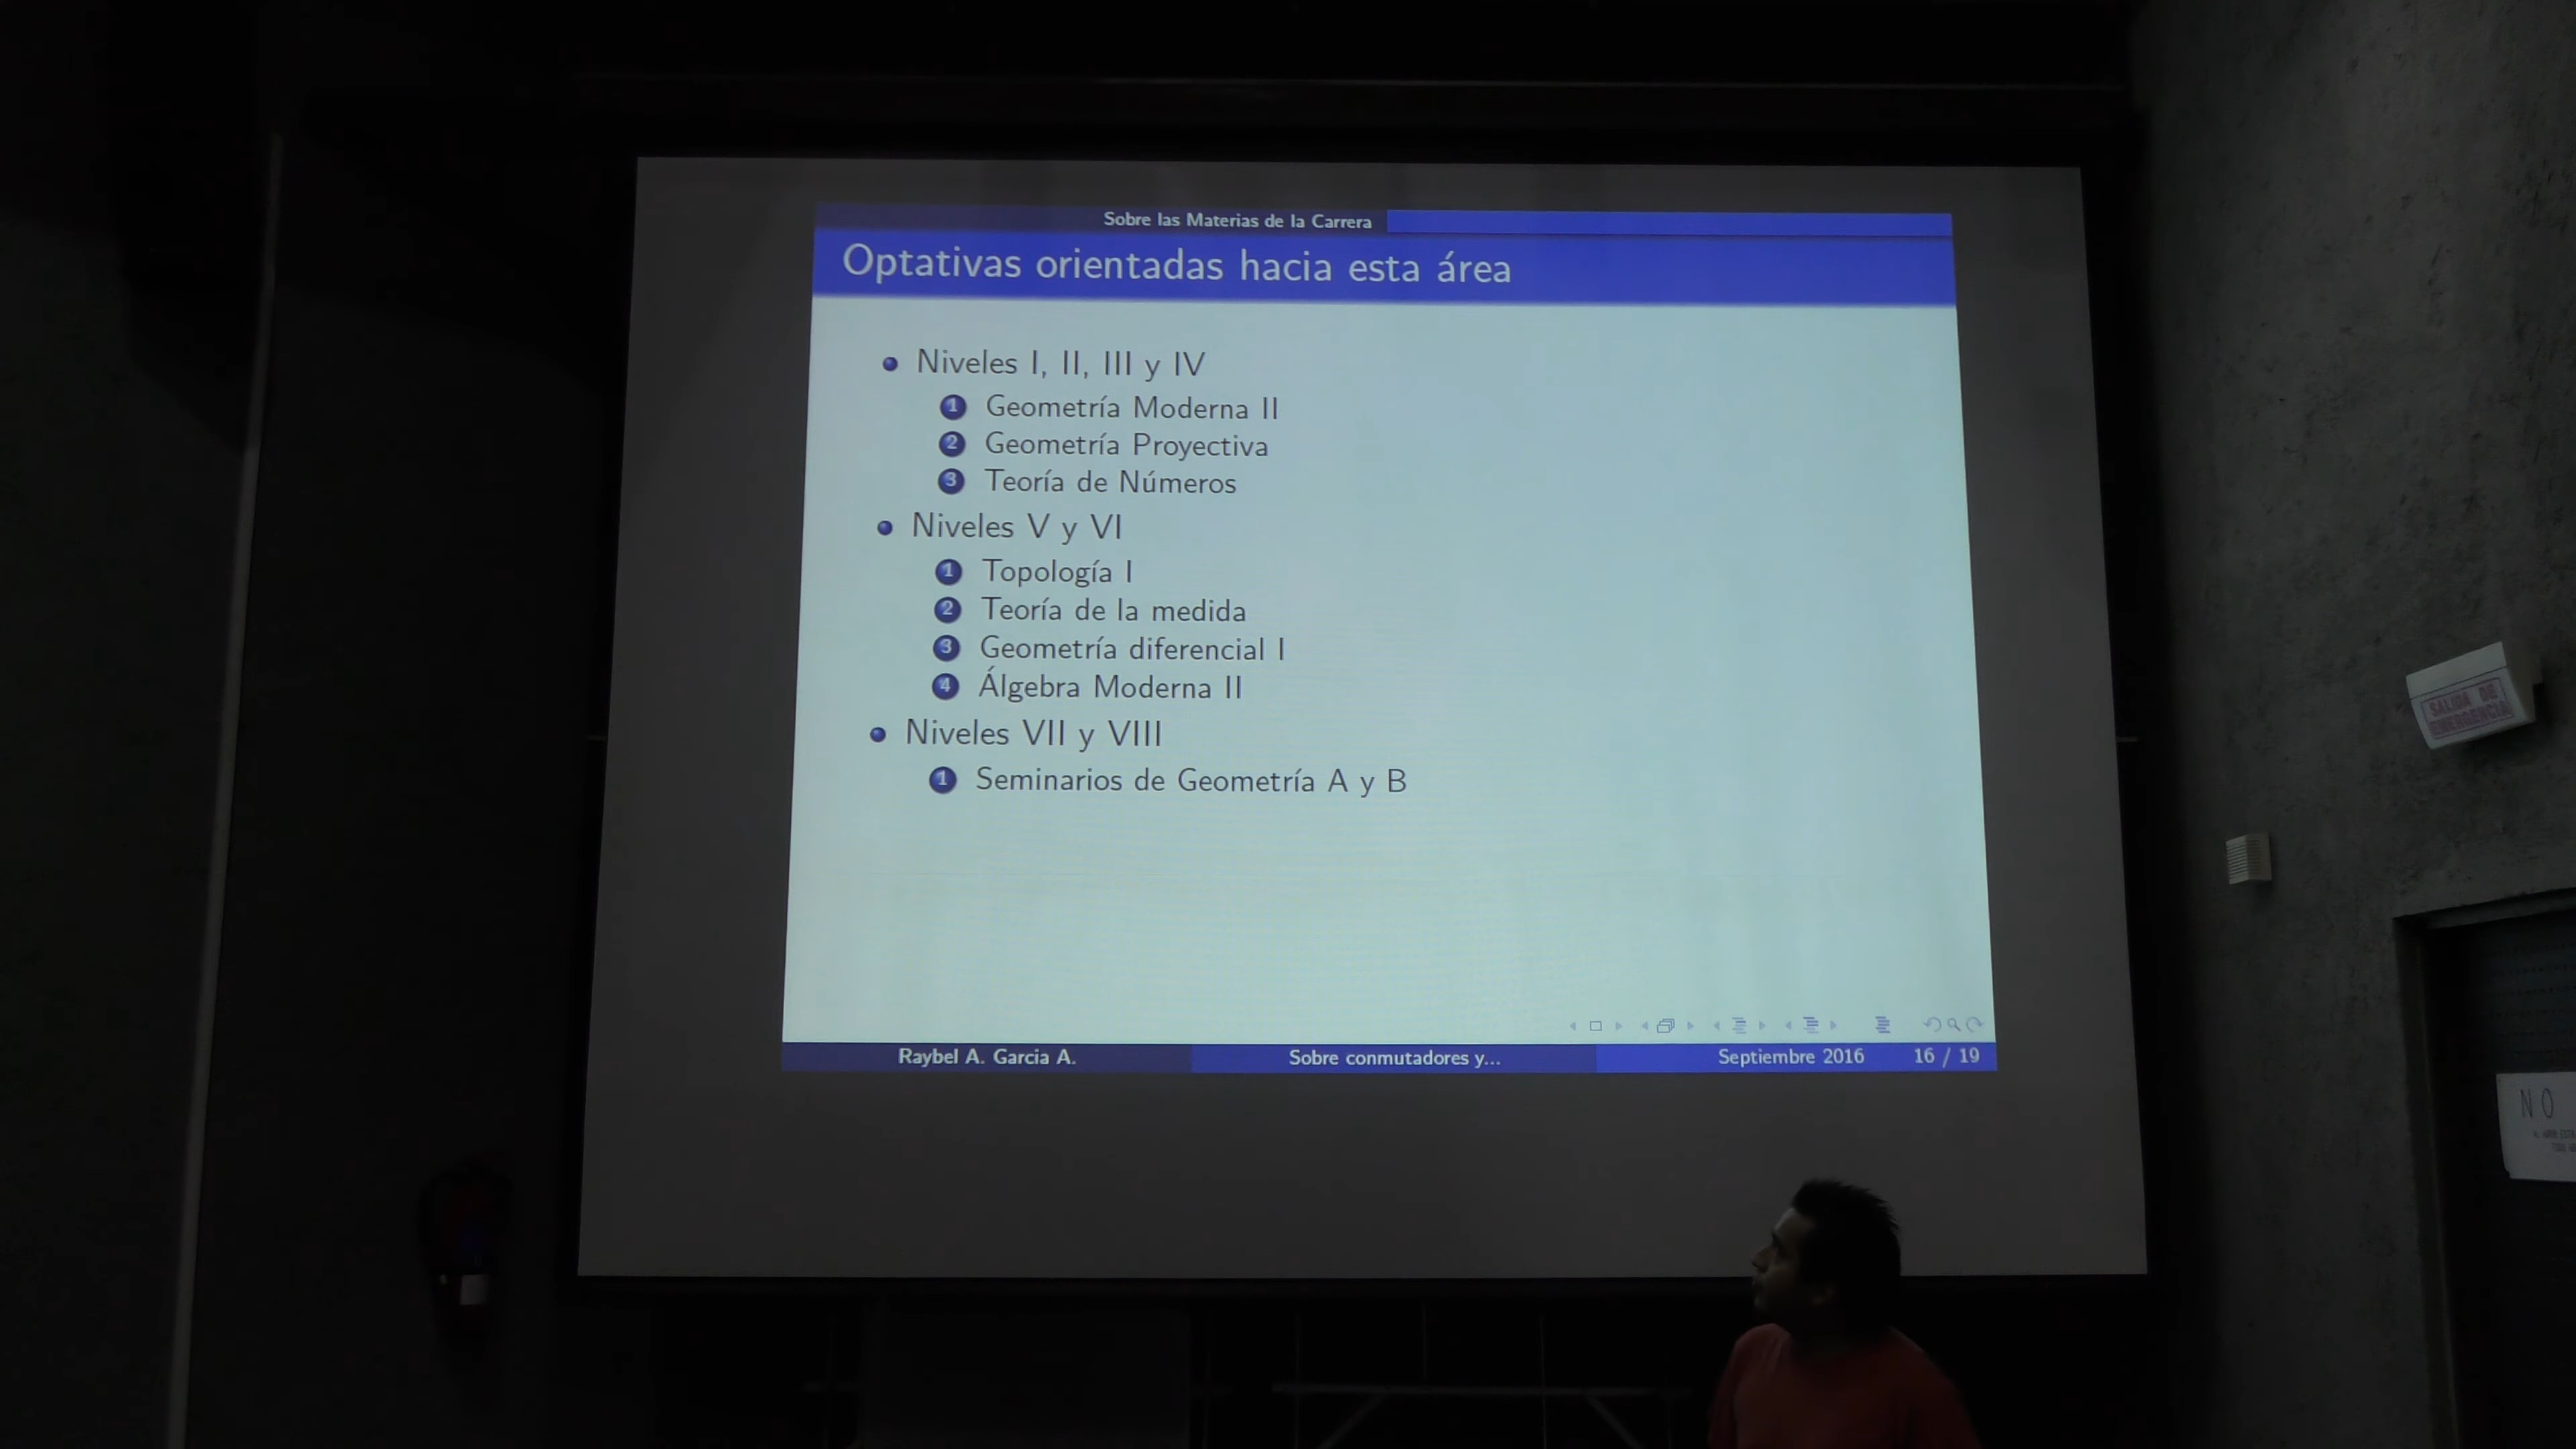 Sobre las Materias de la Carrera
Optativas orientadas hacia esta área
Niveles I, II, III y IV
1 Geometría Moderna II
2 Geometría Proyectiva
3 Teoría de Números
Niveles V y VI
1 Topología I
2 Teoría de la medida
3 Geometría diferencial I
4 Álgebra Moderna II
Niveles VII y VIII
1 Seminarios de Geometría A y B
Raybel A. Garcia A. Sobre conmutadores y... Septiembre 2016 16 / 19
SALIDA DE
EMERGENCIA
NO